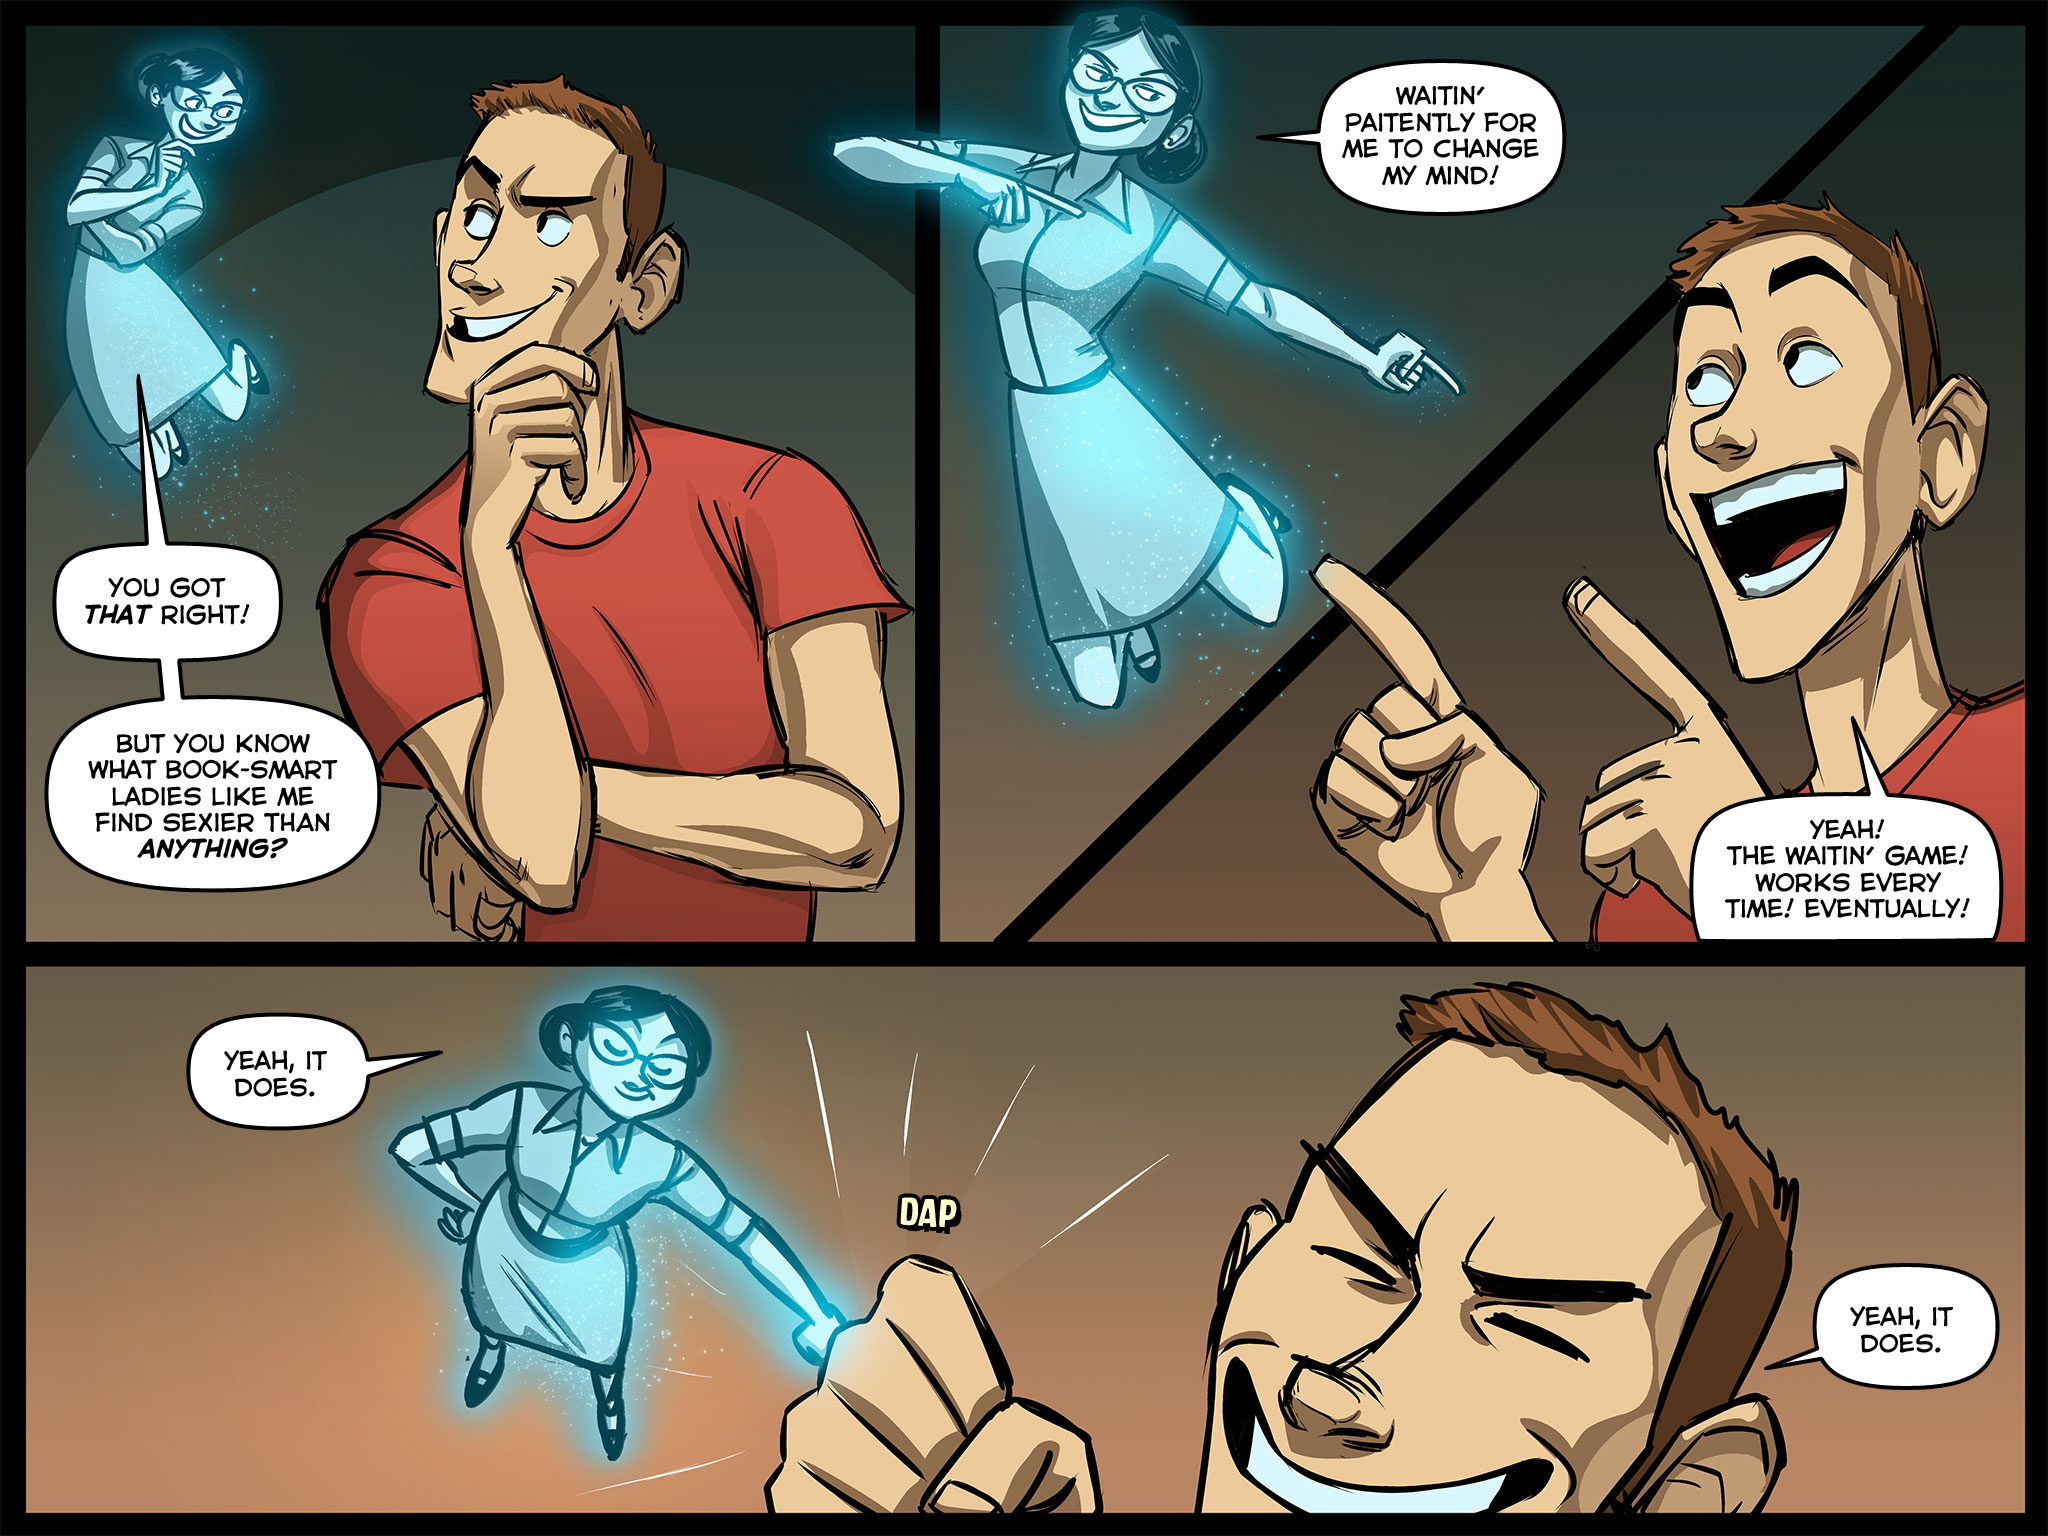 YOU GOT
THAT RIGHT!
BUT YOU KNOW
WHAT BOOK-SMART
LADIES LIKE ME
FIND SEXIER THAN
ANYTHING?
WAITIN'
PAITENTLY FOR
ME TO CHANGE
MY MIND!
YEAH!
THE WAITIN' GAME!
WORKS EVERY
TIME! EVENTUALLY!
YEAH, IT
DOES.
DAP
YEAH, IT
DOES.